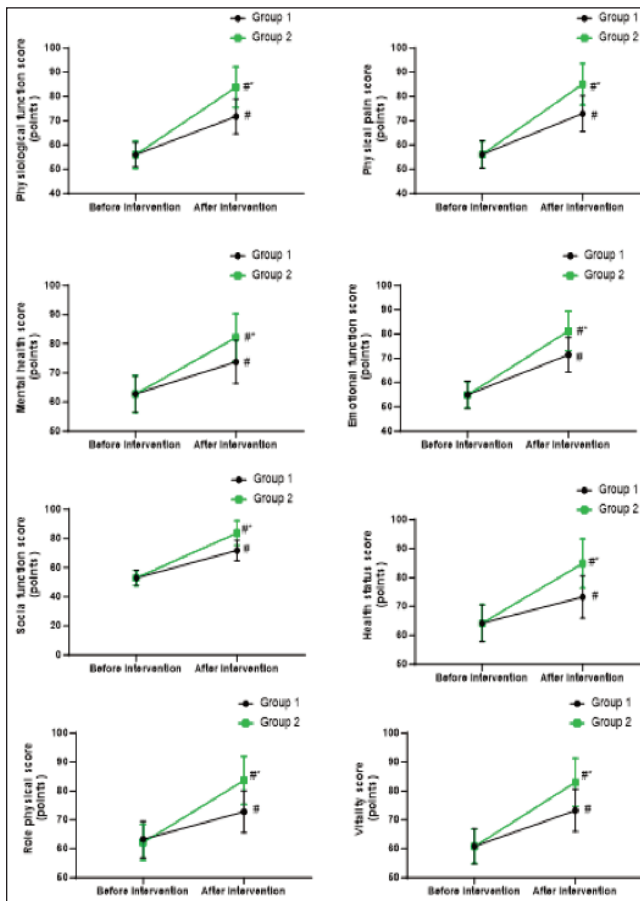 Group 1
Group 2
Physiological function score
(points)
100
90
80
70
60
50
40
#*
#
Before Intervention After Intervention
Group 1
Group 2
Physical pain score
(points)
100
90
80
70
60
50
40
#*
#
Before Intervention After Intervention
Group 1
Group 2
Mental health score
(points)
100
90
80
70
60
50
#*
#
Before Intervention After Intervention
Group 1
Group 2
Emotional function score
(points)
100
90
80
70
60
50
40
#*
#
Before Intervention After Intervention
Group 1
Group 2
Socia function score
(points)
100
80
60
40
20
0
#*
#
Before Intervention After Intervention
Group 1
Group 2
Health status score
(points)
100
90
80
70
60
50
#*
#
Before Intervention After Intervention
Group 1
Group 2
Role physical score
(points)
100
90
80
70
60
50
#*
#
Before Intervention After Intervention
Group 1
Group 2
Vitality score
(points)
100
90
80
70
60
50
#*
#
Before Intervention After Intervention